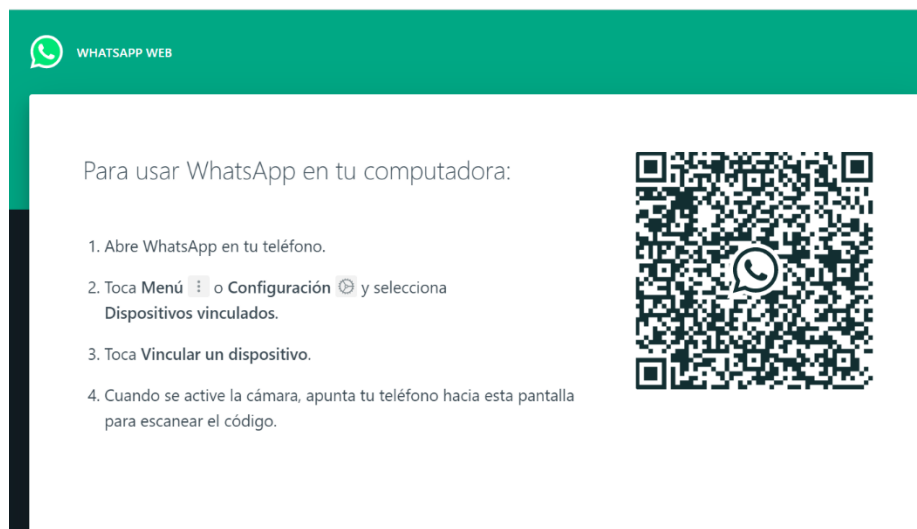 WHATSAPP WEB
Para usar WhatsApp en tu computadora:
1. Abre WhatsApp en tu teléfono.
2. Toca Menú o Configuración y selecciona
Dispositivos vinculados.
3. Toca Vincular un dispositivo.
4. Cuando se active la cámara, apunta tu teléfono hacia esta pantalla
para escanear el código.